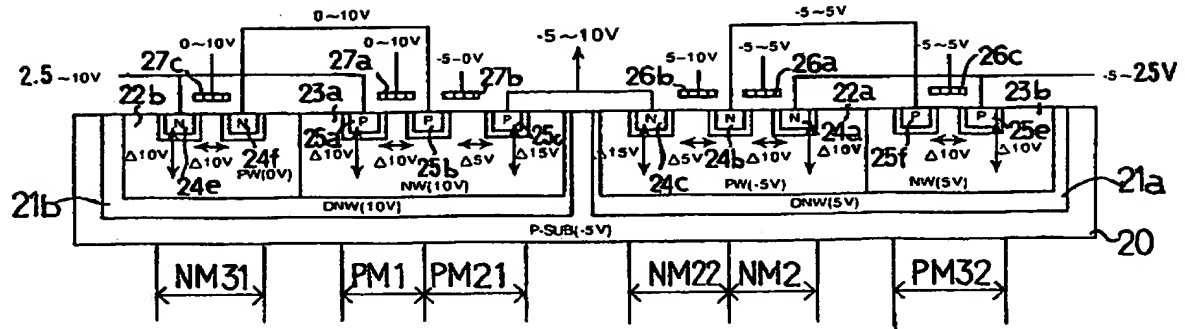 0~10V
-5~5V
0~10V
0~10V
-5~0V
-5~10V
5~10V
-5~5V
-5~5V
27c
27a
27b
26b
26a
26c
2.5~10V
-5~25V
22b
23a
22a
23b
N
N
P
P
P
N
N
N
P
P
25a
25c
24a
25e
Δ10V
Δ10V
24f
Δ10V
Δ10V
25b
Δ5V
Δ15V
Δ15V
Δ5V
24b
Δ10V
Δ10V
25f
Δ10V
Δ10V
24e
PW(0V)
NW(10V)
24c
PW(-5V)
NW(5V)
21b
DNW(10V)
DNW(5V)
21a
P-SUB(-5V)
20
NM31
PM1
PM21
NM22
NM2
PM32